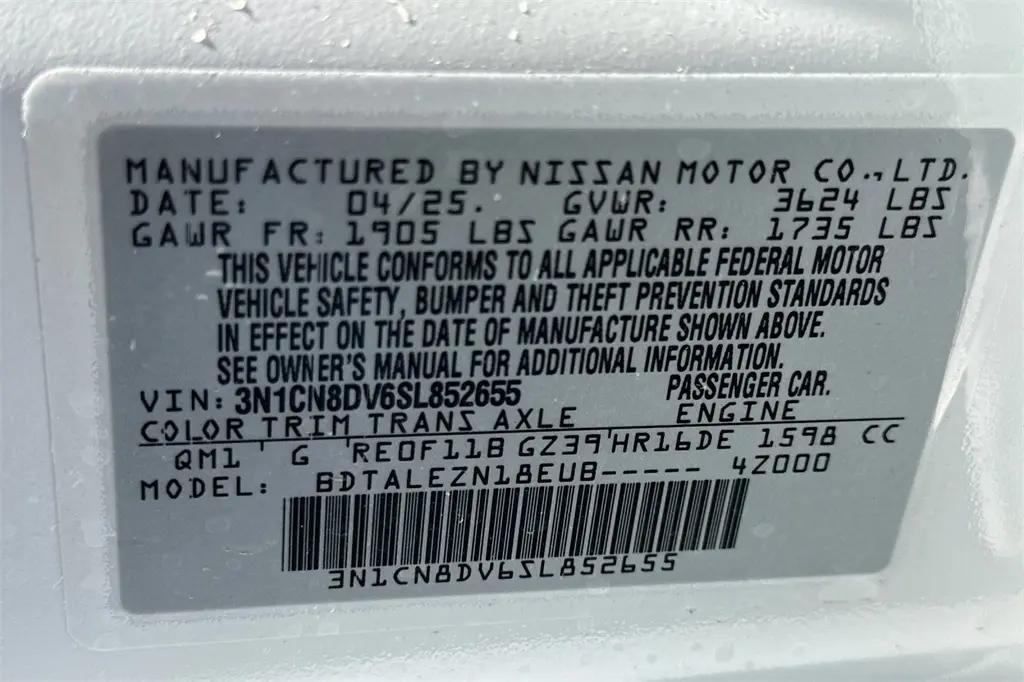 MANUFACTURED BY NISSAN MOTOR CO., LTD.
DATE: 04/25. GVWR: 3624 LBS
GAWR FR: 1905 LBS GAWR RR: 1735 LBS
THIS VEHICLE CONFORMS TO ALL APPLICABLE FEDERAL MOTOR
VEHICLE SAFETY, BUMPER AND THEFT PREVENTION STANDARDS
IN EFFECT ON THE DATE OF MANUFACTURE SHOWN ABOVE.
SEE OWNER'S MANUAL FOR ADDITIONAL INFORMATION.
VIN: 3N1CN8DV6SL852655 PASSENGER CAR.
COLOR TRIM TRANS AXLE ENGINE
QM1 ' G ' RE0F11B GZ39 HR16DE 1598 CC
MODEL: BDTALEZN18EUB----- 4Z000
3N1CN8DV6SL852655